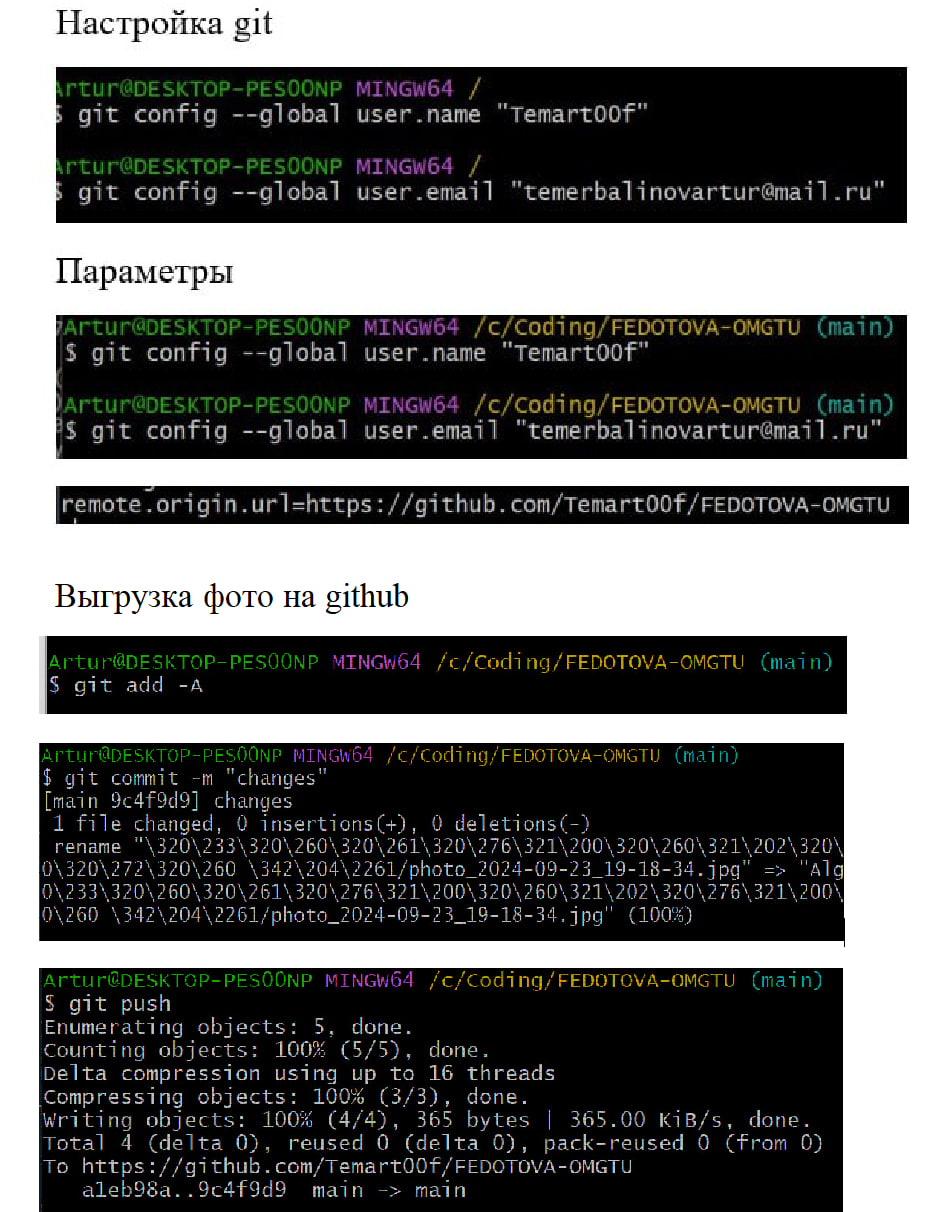 Настройка git
Artur@DESKTOP-PES00NP MINGW64 /
$ git config --global user.name "Temart00f"
Artur@DESKTOP-PES00NP MINGW64 /
$ git config --global user.email "temerbalinovartur@mail.ru"
Параметры
Artur@DESKTOP-PES00NP MINGW64 /c/Coding/FEDOTOVA-OMGTU (main)
$ git config --global user.name "Temart00f"
Artur@DESKTOP-PES00NP MINGW64 /c/Coding/FEDOTOVA-OMGTU (main)
$ git config --global user.email "temerbalinovartur@mail.ru"
remote.origin.url=https://github.com/Temart00f/FEDOTOVA-OMGTU
Выгрузка фото на github
Artur@DESKTOP-PES00NP MINGW64 /c/Coding/FEDOTOVA-OMGTU (main)
$ git add -A
Artur@DESKTOP-PES00NP MINGW64 /c/Coding/FEDOTOVA-OMGTU (main)
$ git commit -m "changes"
[main 9c4f9d9] changes
1 file changed, 0 insertions(+), 0 deletions(-)
rename "\320\233\320\260\320\261\320\276\321\200\320\260\321\202\320\
0\320\272\320\260 \342\204\2261/photo_2024-09-23_19-18-34.jpg" => "Alg
0\233\320\260\320\261\320\276\321\200\320\260\321\202\320\276\321\200\
0\260 \342\204\2261/photo_2024-09-23_19-18-34.jpg" (100%)
Artur@DESKTOP-PES00NP MINGW64 /c/Coding/FEDOTOVA-OMGTU (main)
$ git push
Enumerating objects: 5, done.
Counting objects: 100% (5/5), done.
Delta compression using up to 16 threads
Compressing objects: 100% (3/3), done.
Writing objects: 100% (4/4), 365 bytes | 365.00 KiB/s, done.
Total 4 (delta 0), reused 0 (delta 0), pack-reused 0 (from 0)
To https://github.com/Temart00f/FEDOTOVA-OMGTU
a1eb98a..9c4f9d9 main -> main